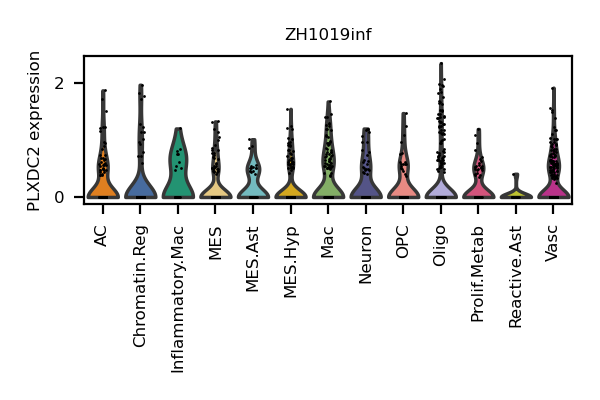 ZH1019inf
PLXDC2 expression
2
0
AC
Chromatin.Reg
Inflammatory.Mac
MES
MES.Ast
MES.Hyp
Mac
Neuron
OPC
Oligo
Prolif.Metab
Reactive.Ast
Vasc